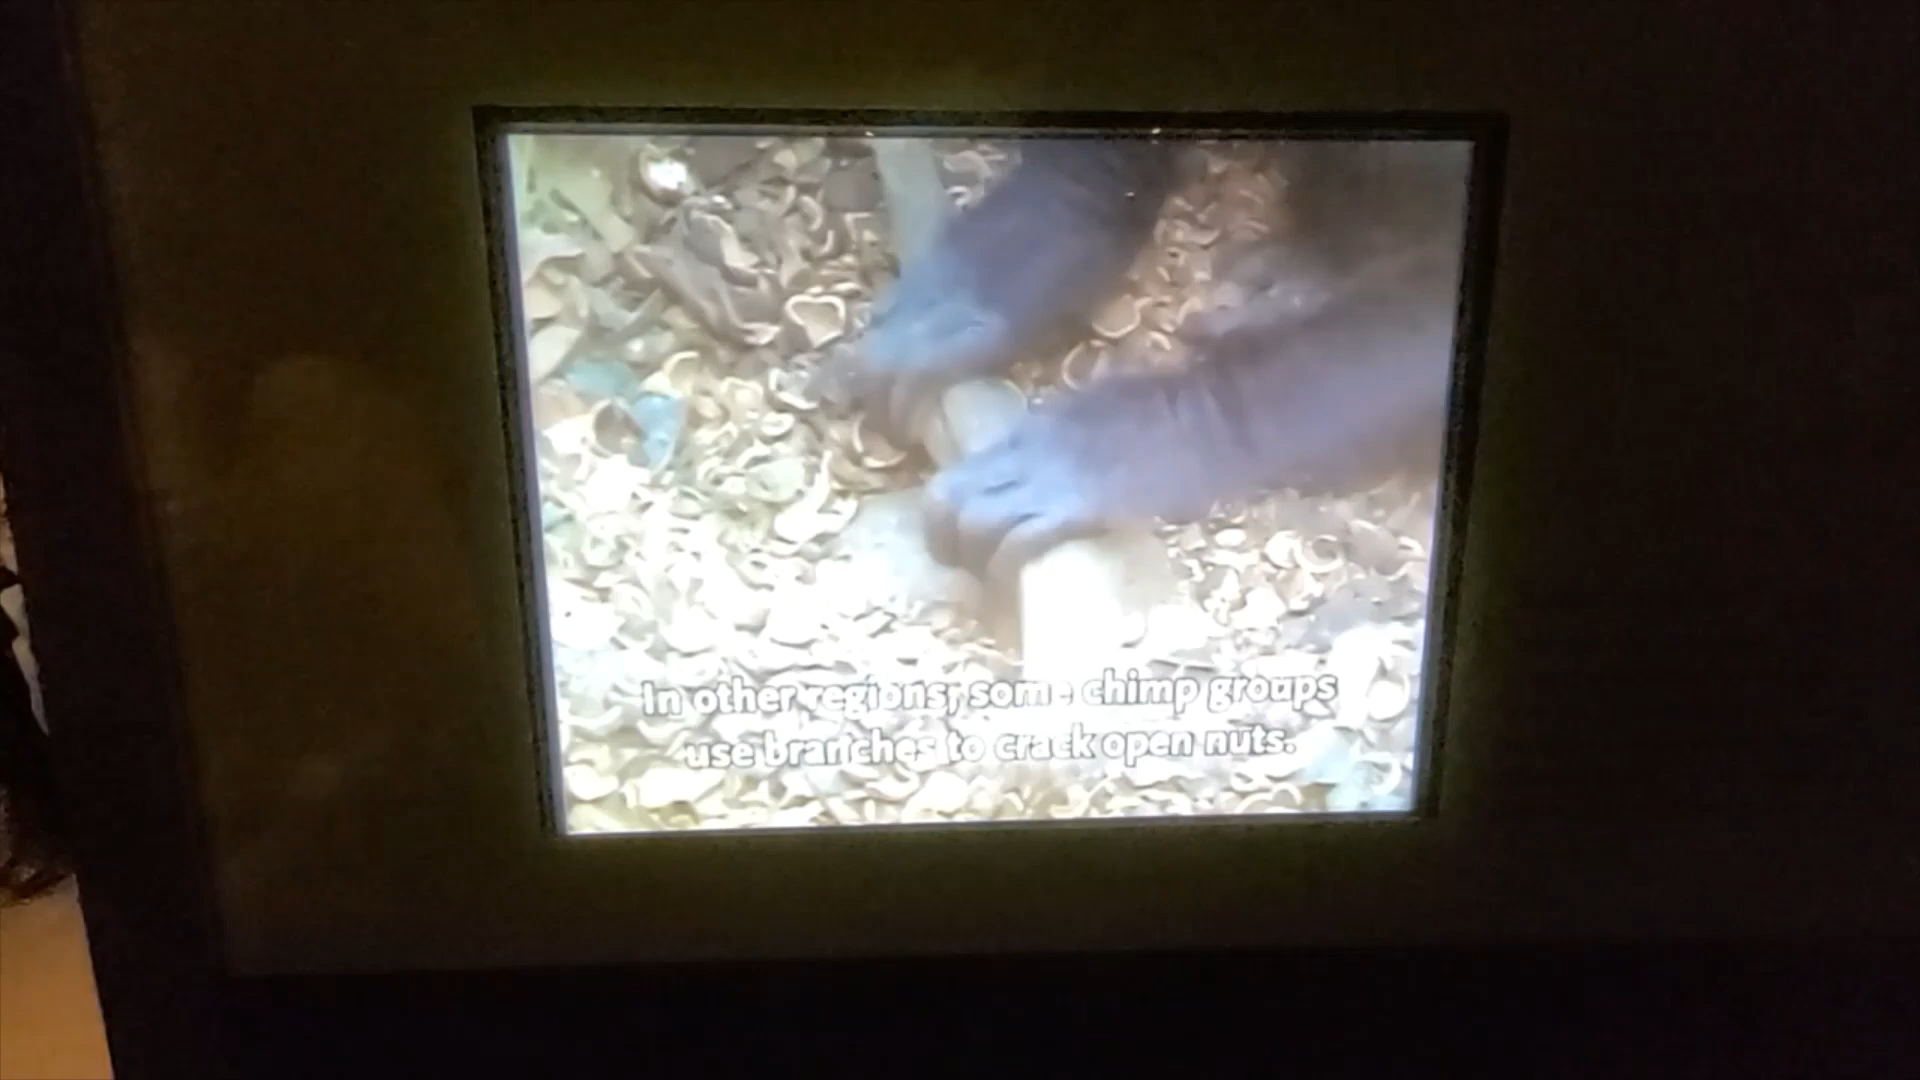 In other regions, some chimp groups
use branches to crack open nuts.